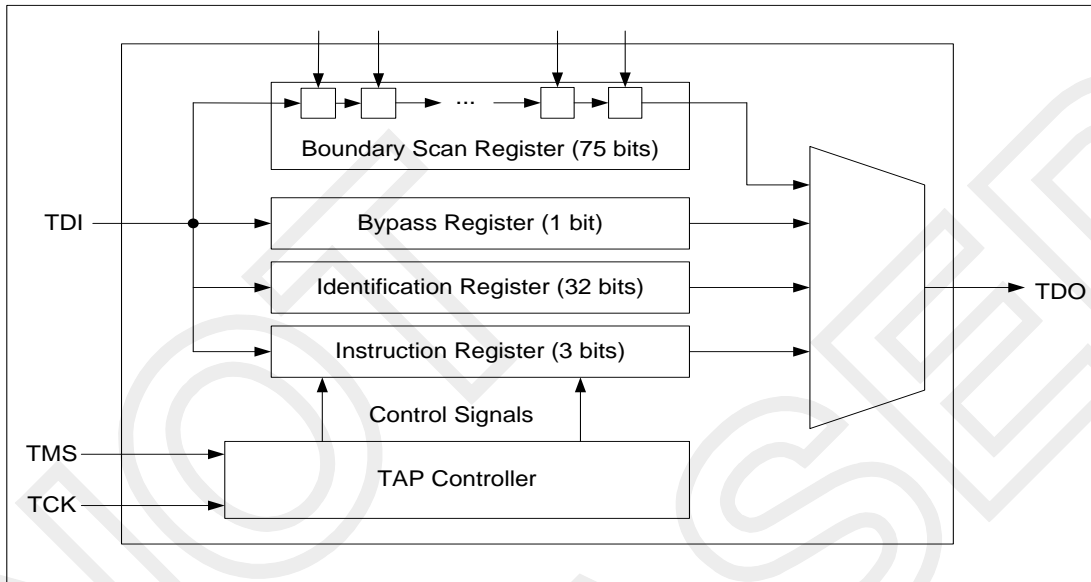 ...
Boundary Scan Register (75 bits)
TDI
Bypass Register (1 bit)
Identification Register (32 bits)
TDO
Instruction Register (3 bits)
Control Signals
TMS
TAP Controller
TCK